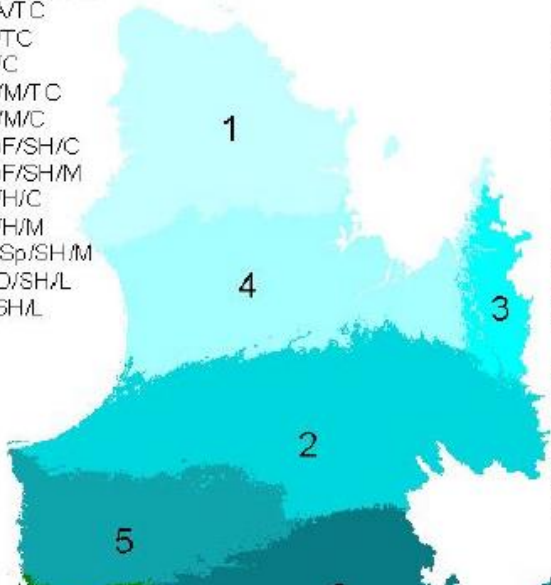 A/TC
/TC
/C
/M/TC
/M/C
F/SH/C
F/SH/M
/H/C
/H/M
Sp/SH/M
D/SH/L
SH/L
1
4
3
2
5